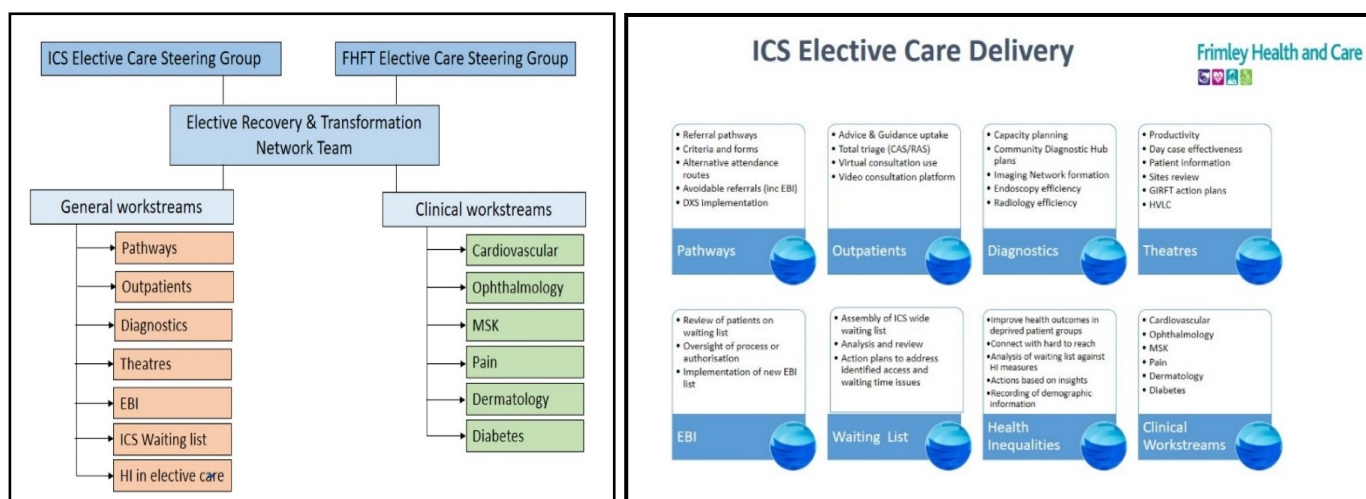 ICS Elective Care Steering Group
FHFT Elective Care Steering Group
Elective Recovery & Transformation
Network Team
General workstreams
Pathways
Outpatients
Diagnostics
Theatres
EBI
ICS Waiting list
HI in elective care
Clinical workstreams
Cardiovascular
Ophthalmology
MSK
Pain
Dermatology
Diabetes
ICS Elective Care Delivery
Frimley Health and Care
• Referral pathways
• Criteria and forms
• Alternative attendance
routes
• Avoidable referrals (inc EBI)
• DXS implementation
Pathways
• Advice & Guidance uptake
• Total triage (CAS/RAS)
• Virtual consultation use
• Video consultation platform
Outpatients
• Capacity planning
• Community Diagnostic Hub
plans
• Imaging Network formation
• Endoscopy efficiency
• Radiology efficiency
Diagnostics
• Productivity
• Day case effectiveness
• Patient information
• Sites review
• GIRFT action plans
• HVLC
Theatres
• Review of patients on
waiting list
• Oversight of process or
authorisation
• Implementation of new EBI
list
EBI
• Assembly of ICS wide
waiting list
• Analysis and review
• Action plans to address
identified access and
waiting time issues
Waiting List
•Improve health outcomes in
deprived patient groups
•Connect with hard to reach
•Analysis of waiting list against
HI measures
•Actions based on insights
•Recording of demographic
information
Health
Inequalities
• Cardiovascular
• Ophthalmology
• MSK
• Pain
• Dermatology
• Diabetes
Clinical
Workstreams